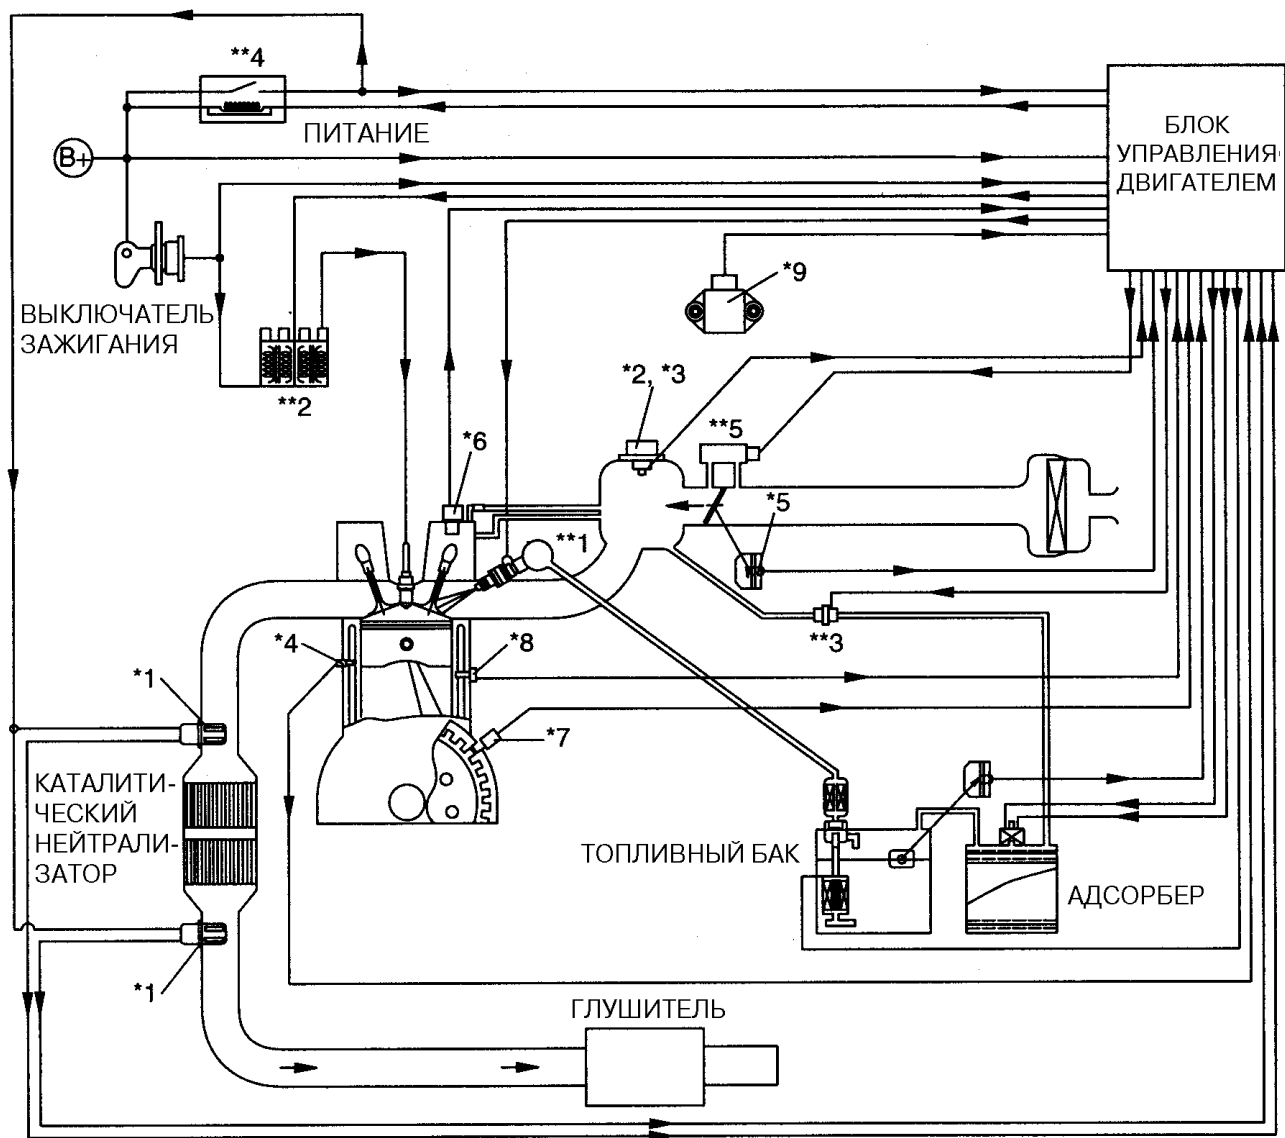 **4
ПИТАНИЕ
БЛОК
УПРАВЛЕНИЯ
ДВИГАТЕЛЕМ
B+
*9
ВЫКЛЮЧАТЕЛЬ
ЗАЖИГАНИЯ
**2
*2, *3
**5
*6
*5
**1
*4
*8
**3
*1
*7
КАТАЛИТИ-
ЧЕСКИЙ
НЕЙТРАЛИ-
ЗАТОР
ТОПЛИВНЫЙ БАК
АДСОРБЕР
*1
ГЛУШИТЕЛЬ